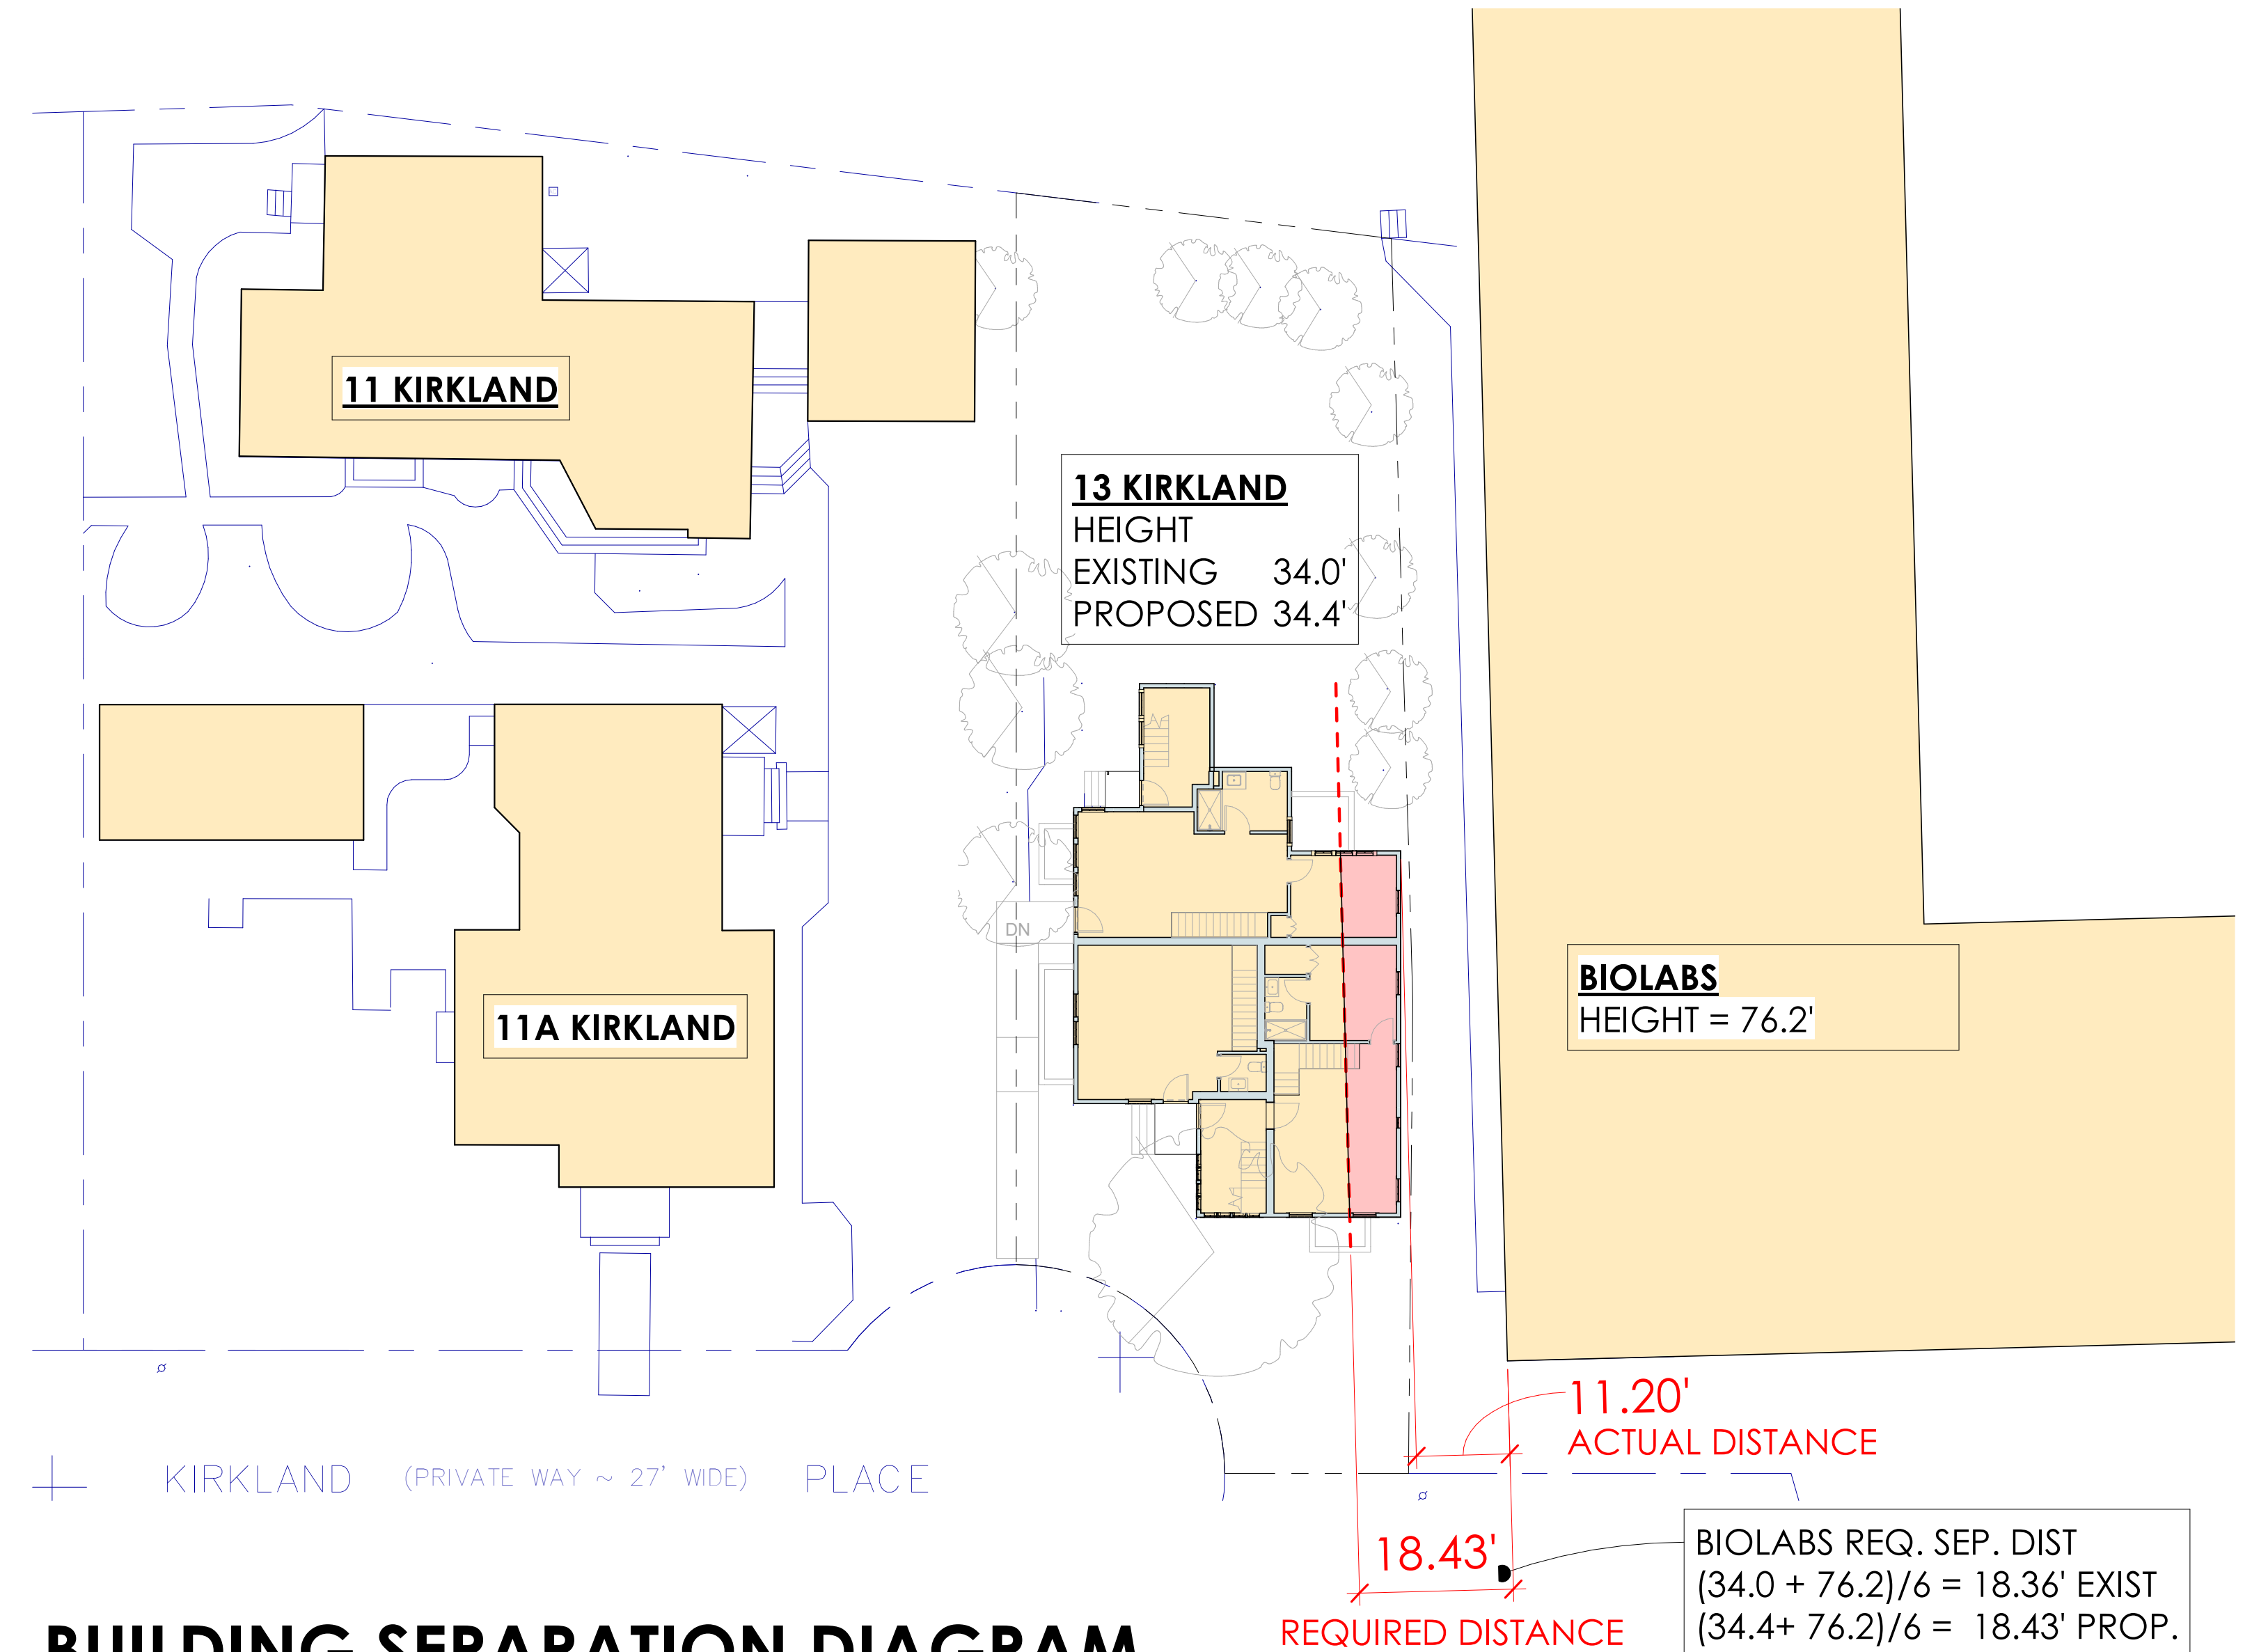 11 KIRKLAND
13 KIRKLAND
HEIGHT
EXISTING 34.0'
PROPOSED 34.4'
DN
BIOLABS
HEIGHT = 76.2'
11A KIRKLAND
11.20'
ACTUAL DISTANCE
KIRKLAND (PRIVATE WAY ~ 27' WIDE) PLACE
18.43'
REQUIRED DISTANCE
BIOLABS REQ. SEP. DIST
(34.0 + 76.2)/6 = 18.36' EXIST
(34.4+ 76.2)/6 = 18.43' PROP.
BUILDING SEPARATION DIAGRAM